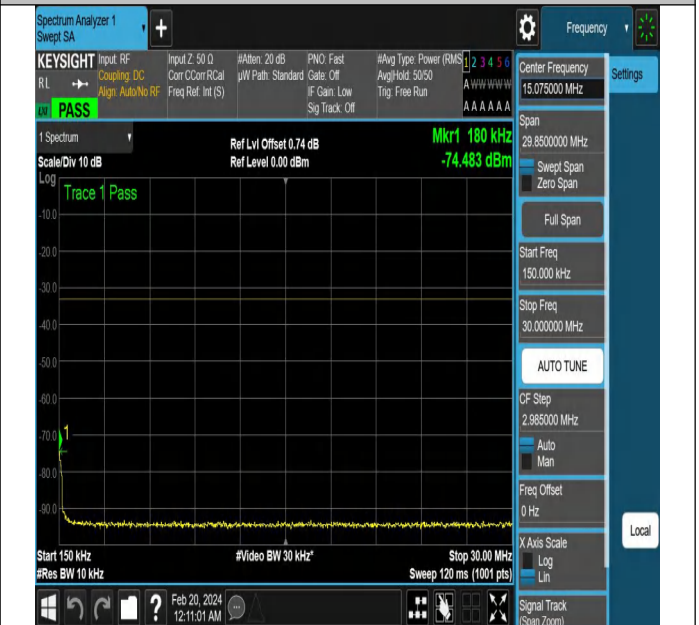 Spectrum Analyzer 1
Swept SA
Frequency
KEYSIGHT
RL
PASS
Input: RF
Coupling: DC
Align: Auto/No RF
Input Z: 50 Ω
Corr CCorr RCal
Freq Ref: Int (S)
#Atten: 20 dB
µW Path: Standard
PNO: Fast
Gate: Off
IF Gain: Low
Sig Track: Off
#Avg Type: Power (RMS
Avg|Hold: 50/50
Trig: Free Run
1 2 3 4 5 6
A W W W W W
A A A A A A
1 Spectrum
Scale/Div 10 dB
Ref Lvl Offset 0.74 dB
Ref Level 0.00 dBm
Mkr1 180 kHz
-74.483 dBm
Log
Trace 1 Pass
-10.0
-20.0
-30.0
-40.0
-50.0
-60.0
-70.0
1
-80.0
-90.0
Start 150 kHz
#Res BW 10 kHz
#Video BW 30 kHz*
Stop 30.00 MHz
Sweep 120 ms (1001 pts)
Feb 20, 2024
12:11:01 AM
Center Frequency
15.075000 MHz
Span
29.8500000 MHz
Swept Span
Zero Span
Full Span
Start Freq
150.000 kHz
Stop Freq
30.000000 MHz
AUTO TUNE
CF Step
2.985000 MHz
Auto
Man
Freq Offset
0 Hz
X Axis Scale
Log
Lin
Signal Track
(Span Zoom)
Settings
Local